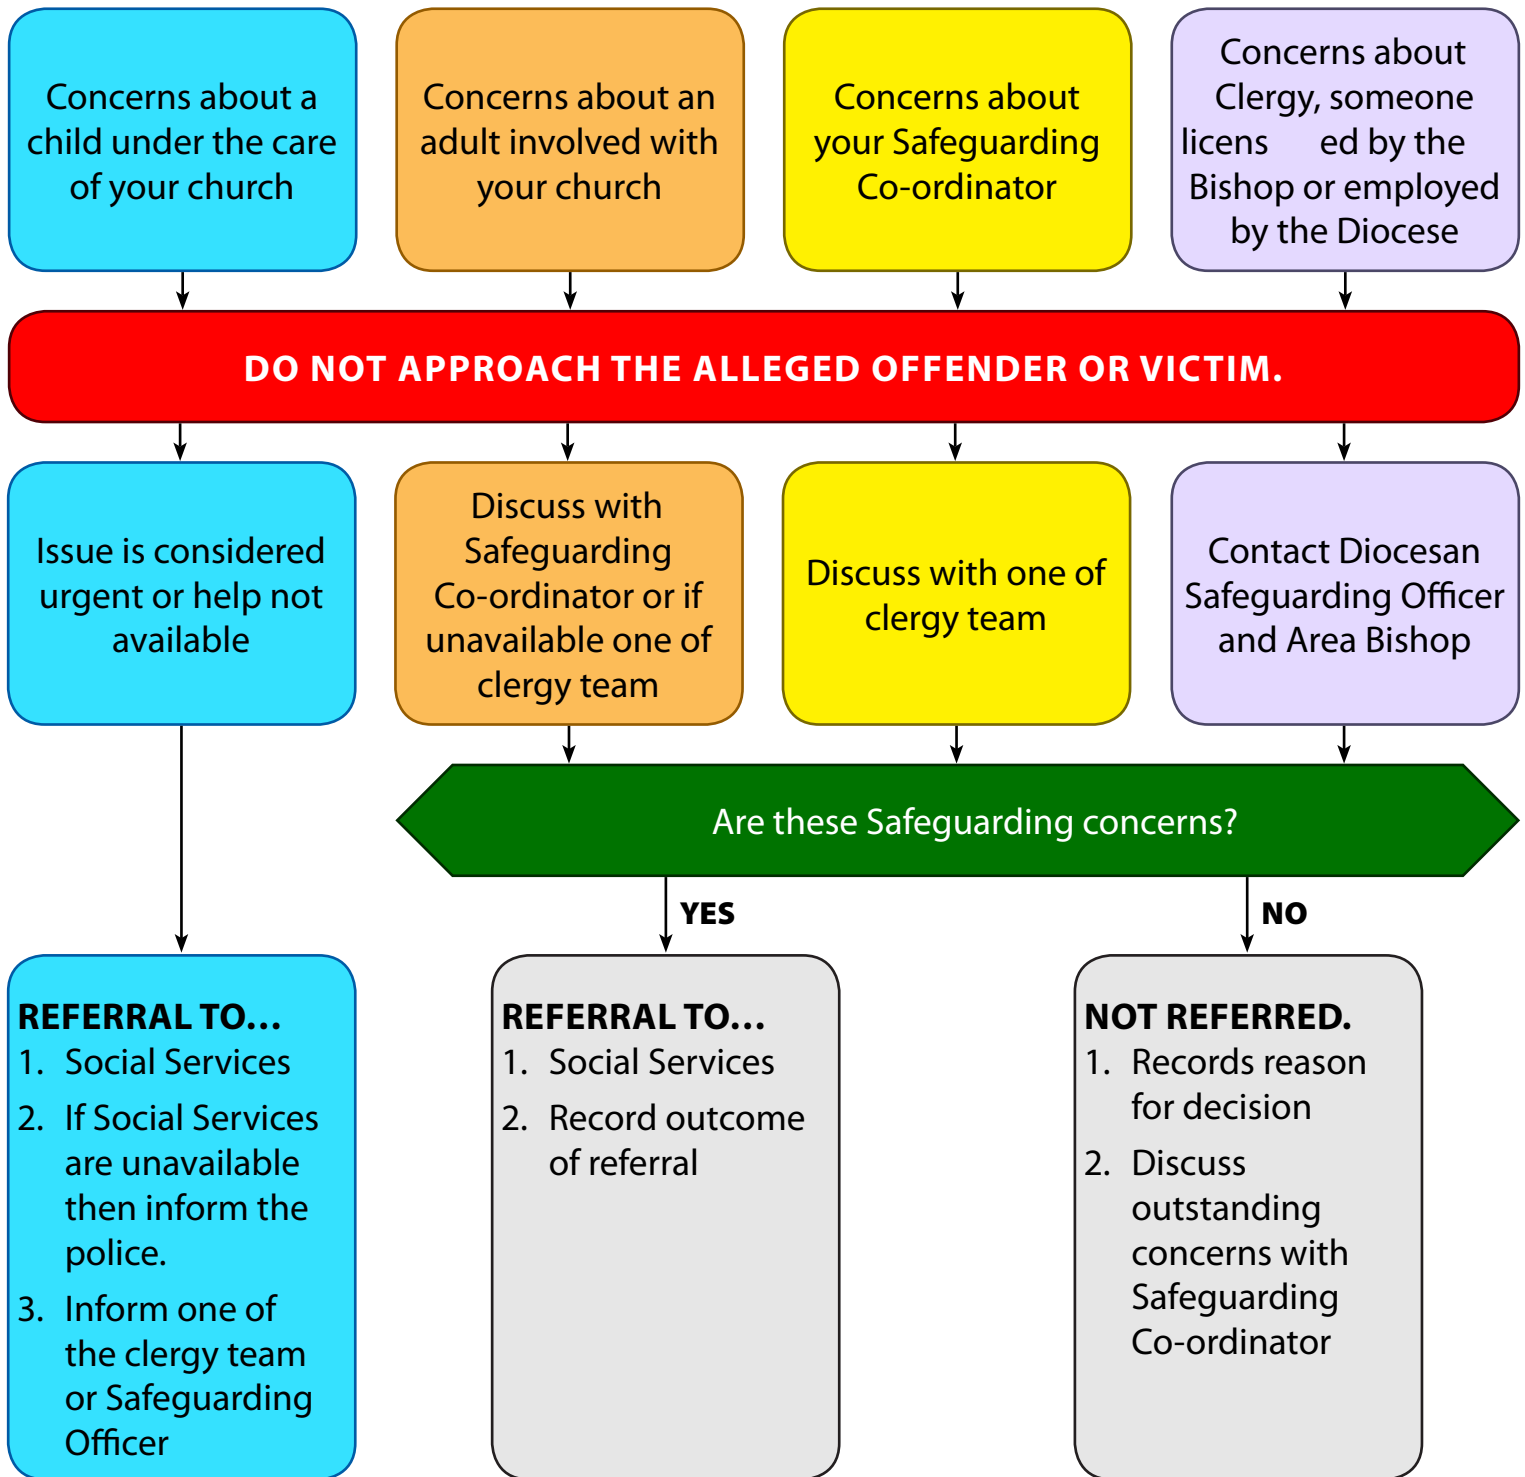 Concerns about a
child under the care
of your church
Concerns about an
adult involved with
your church
Concerns about
your Safeguarding
Co-ordinator
Concerns about
Clergy, someone
licens ed by the
Bishop or employed
by the Diocese
DO NOT APPROACH THE ALLEGED OFFENDER OR VICTIM.
Issue is considered
urgent or help not
available
Discuss with
Safeguarding
Co-ordinator or if
unavailable one of
clergy team
Discuss with one of
clergy team
Contact Diocesan
Safeguarding Officer
and Area Bishop
Are these Safeguarding concerns?
YES
NO
REFERRAL TO...
1. Social Services
2. If Social Services
are unavailable
then inform the
police.
3. Inform one of
the clergy team
or Safeguarding
Officer
REFERRAL TO...
1. Social Services
2. Record outcome
of referral
NOT REFERRED.
1. Records reason
for decision
2. Discuss
outstanding
concerns with
Safeguarding
Co-ordinator